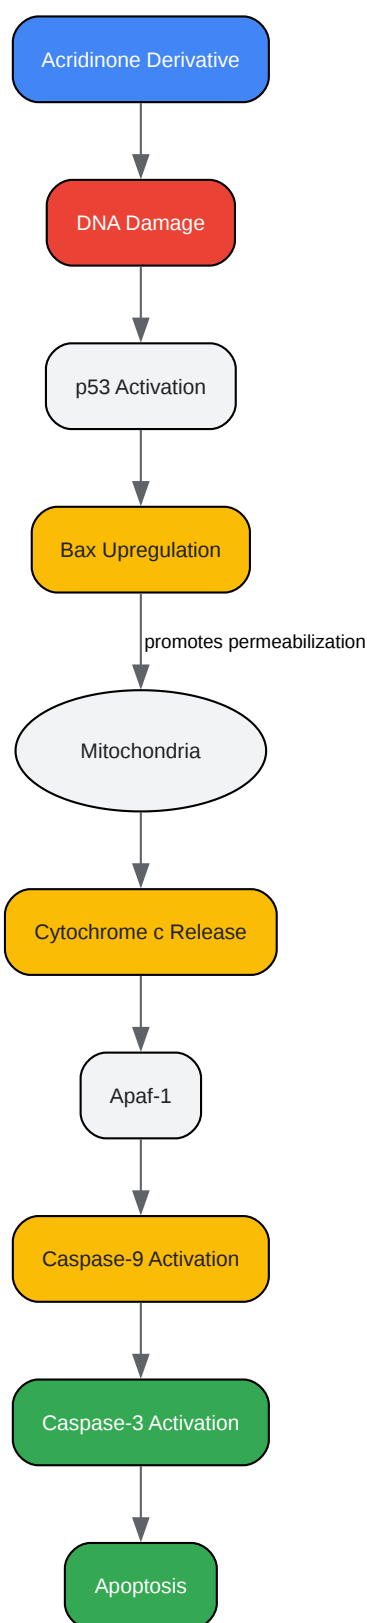 Acridinone Derivative
DNA Damage
p53 Activation
Bax Upregulation
promotes permeabilization
Mitochondria
Cytochrome c Release
Apaf-1
Caspase-9 Activation
Caspase-3 Activation
Apoptosis